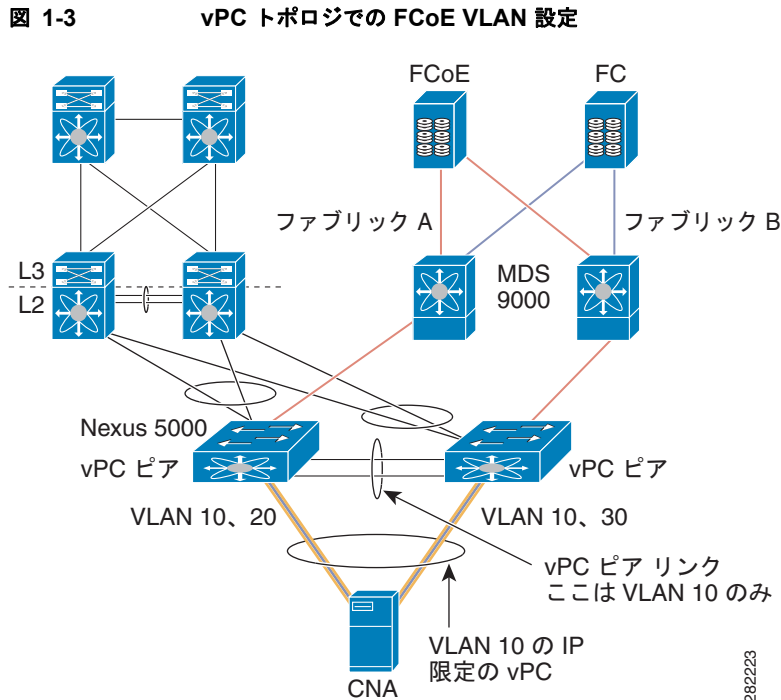 図 1-3 vPC トポロジでの FCoE VLAN 設定
FCoE
FC
ファブリック A
ファブリック B
L3
L2
MDS
9000
Nexus 5000
vPC ピア
vPC ピア
VLAN 10、20
VLAN 10、30
vPC ピア リンク
ここは VLAN 10 のみ
VLAN 10 の IP
限定の vPC
CNA
282223